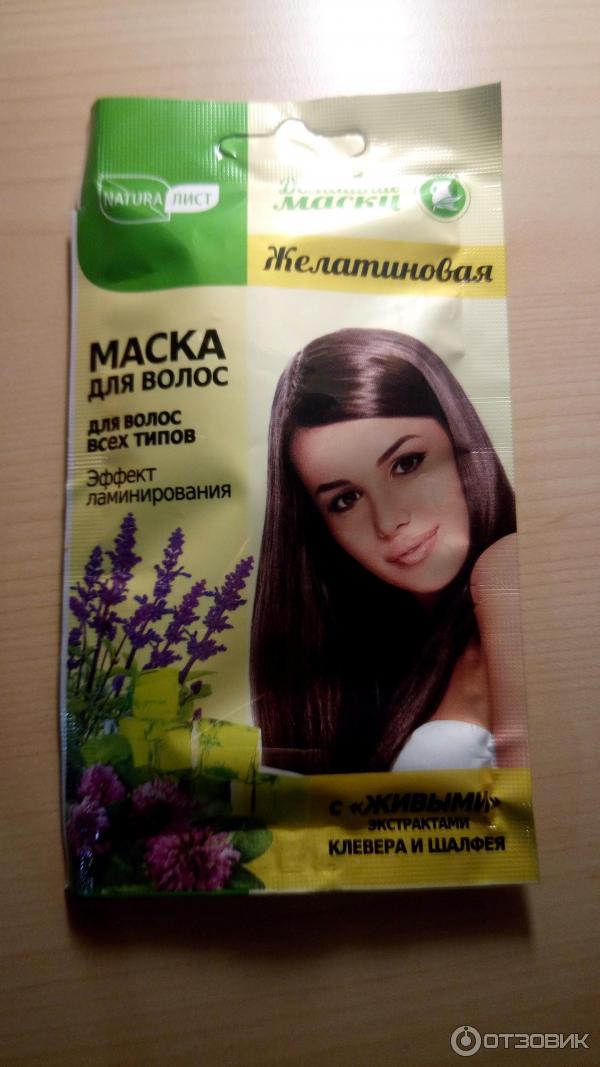 NATURA ЛИСТ
Домашние
маски
Желатиновая
МАСКА
ДЛЯ ВОЛОС
ДЛЯ ВОЛОС
ВСЕХ ТИПОВ
Эффект
ламинирования
С «ЖИВЫМИ»
ЭКСТРАКТАМИ
КЛЕВЕРА И ШАЛФЕЯ
ОТЗОВИК